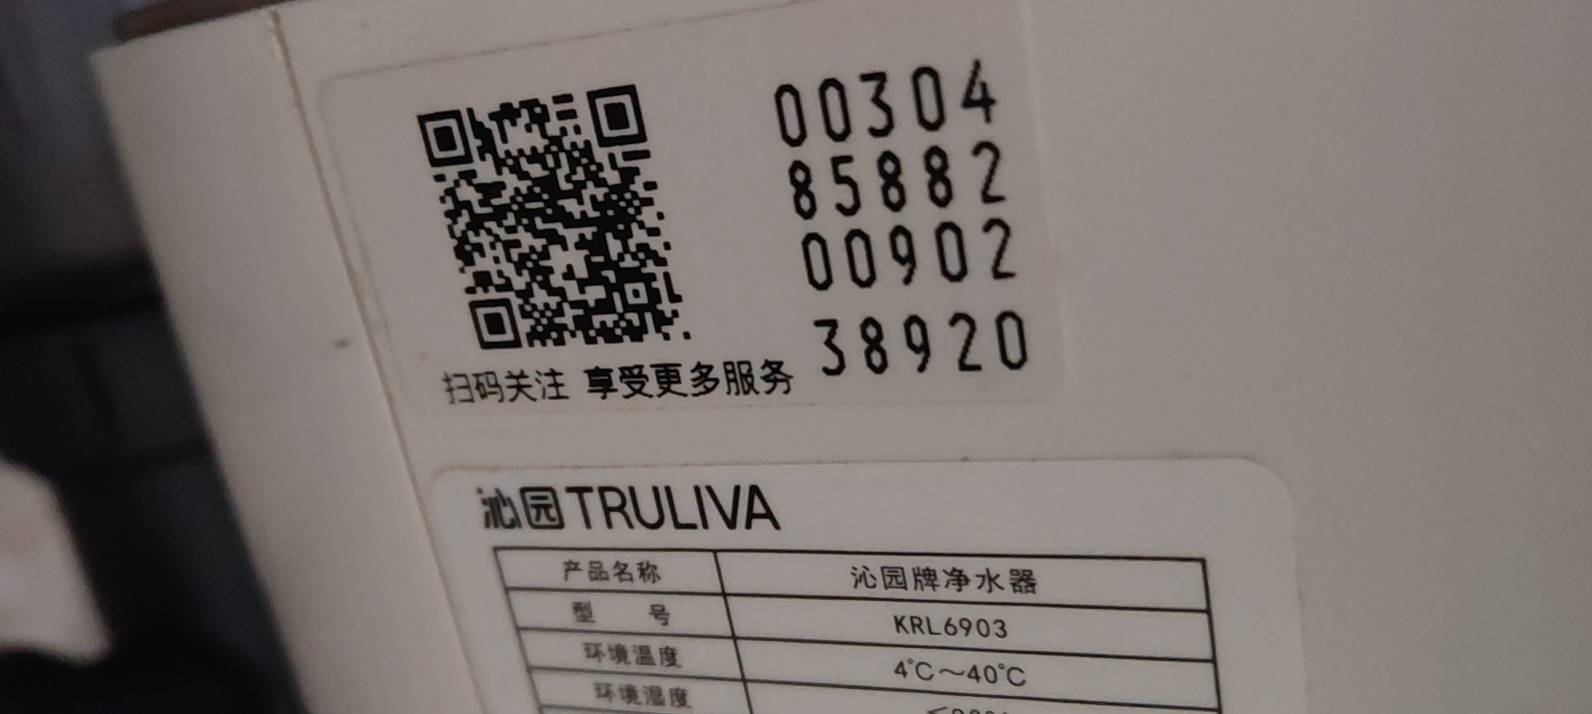 00304
85882
00902
38920
扫码关注 享受更多服务
沁园TRULIVA
产品名称 沁园牌净水器
型 号 KRL6903
环境温度 4℃～40℃
环境湿度